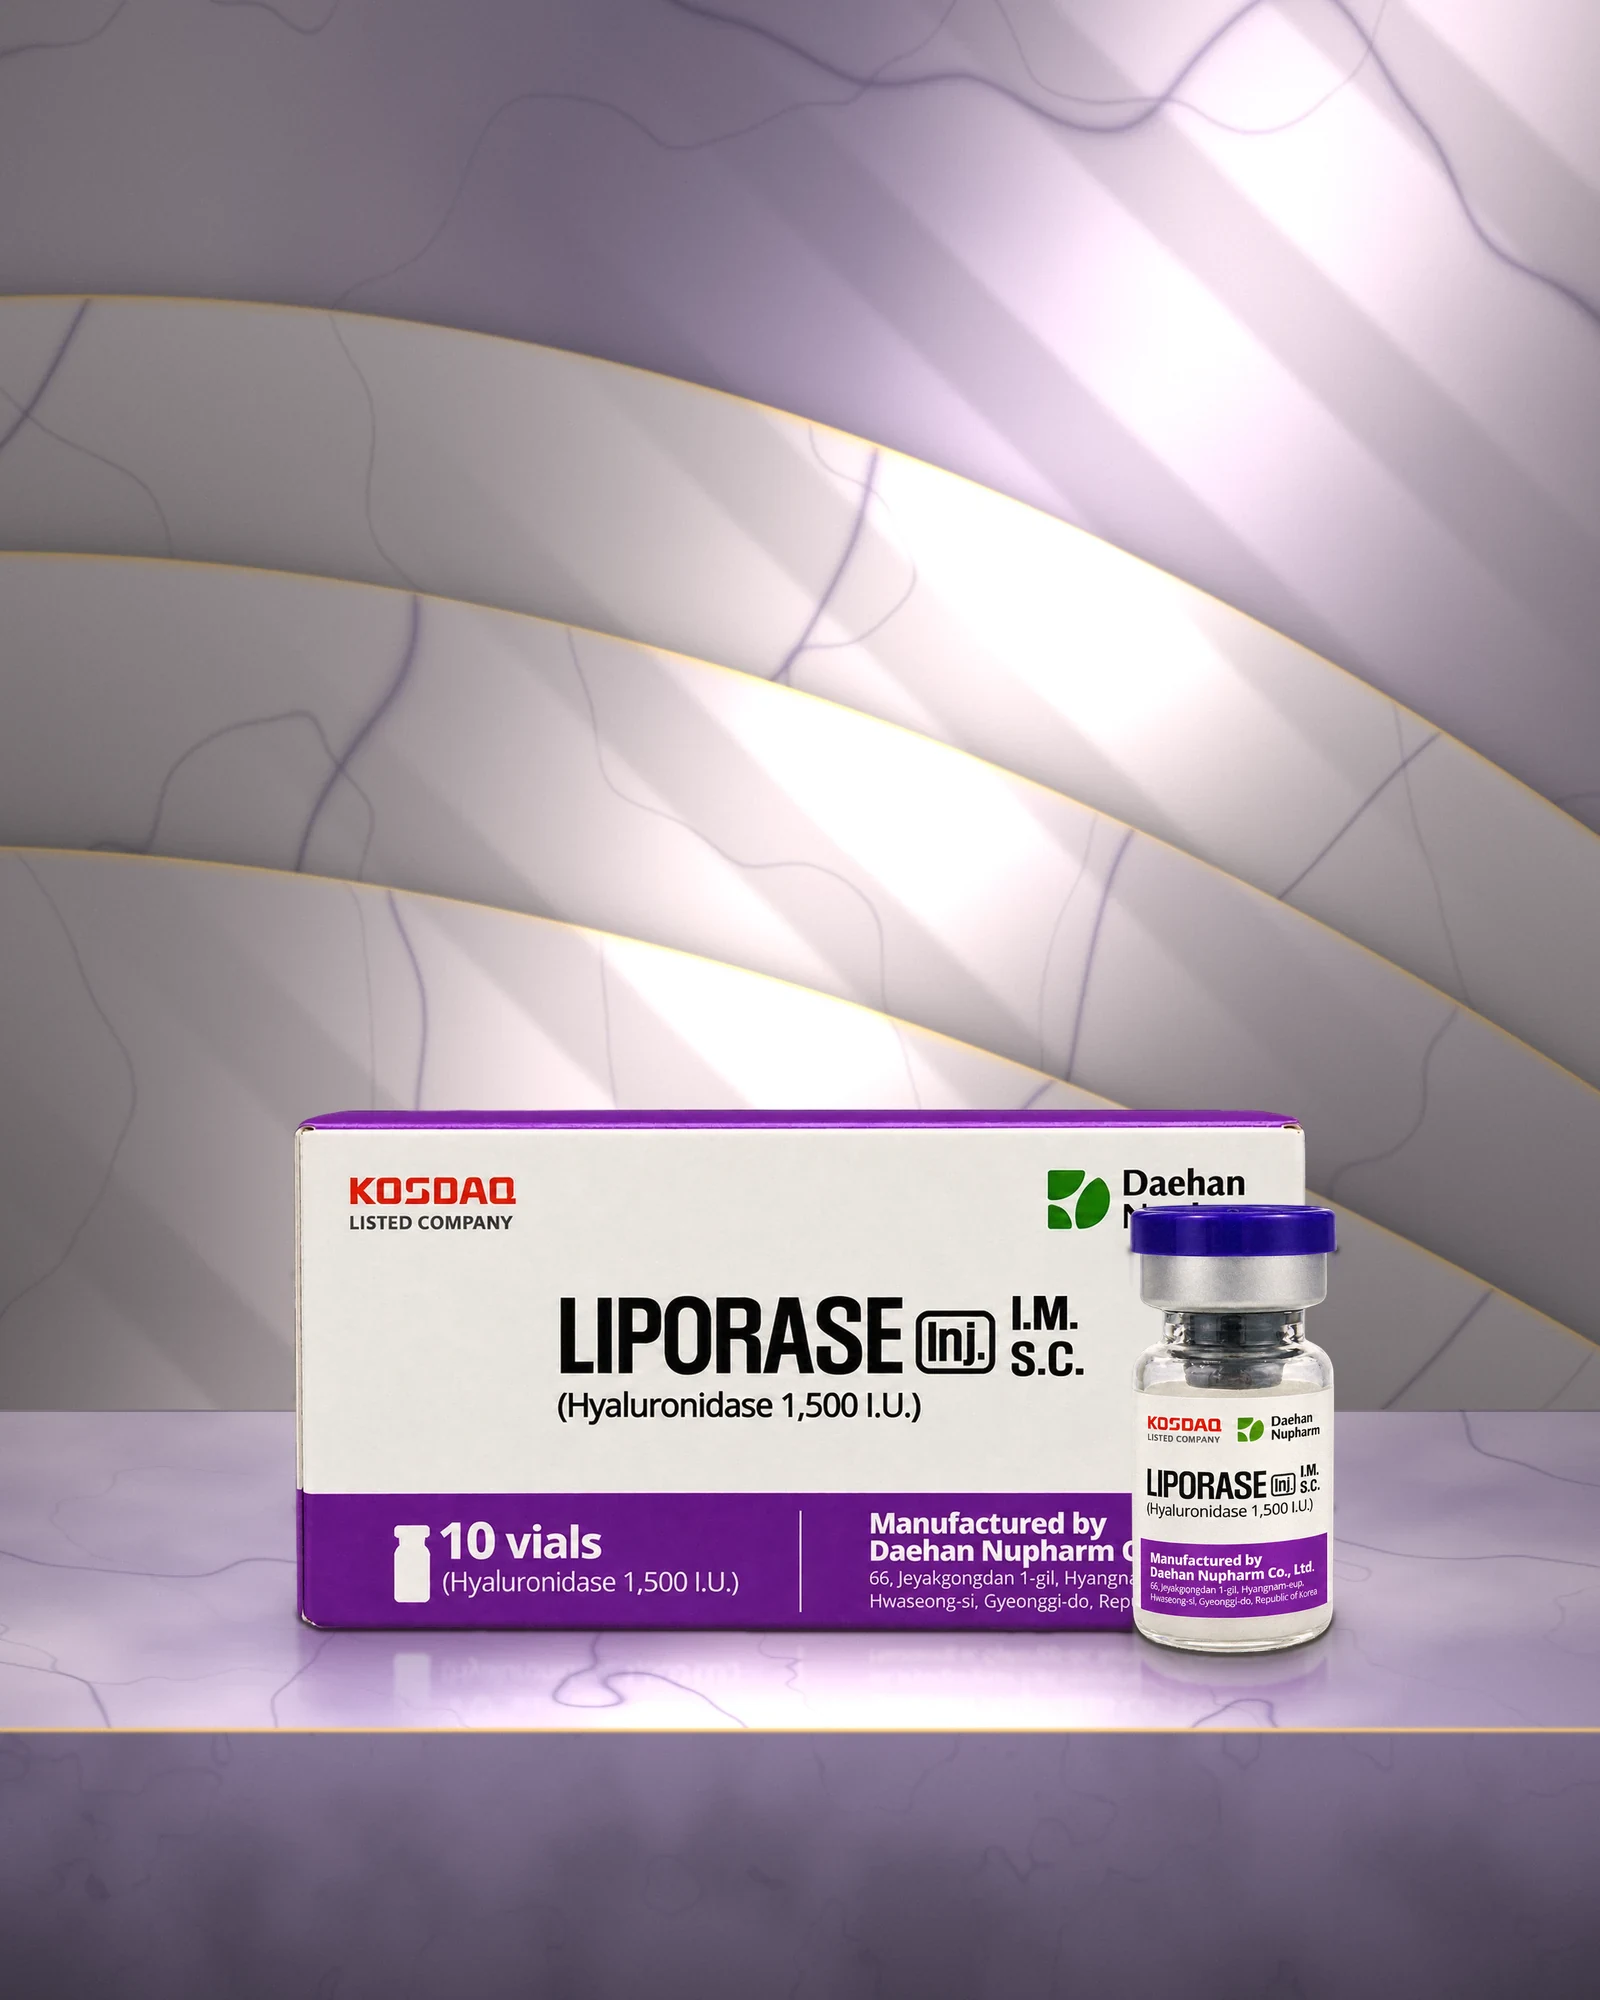 KOSDAQ
LISTED COMPANY
Daehan
LIPORASE Inj. I.M.
S.C.
(Hyaluronidase 1,500 I.U.)
10 vials
(Hyaluronidase 1,500 I.U.)
Manufactured by
Daehan Nupharm
66, Jeyakgongdan 1-gil,
Hwaseong-si, Gyeonggi-do,
KOSDAQ
LISTED COMPANY
Daehan
Nupharm
LIPORASE Inj. I.M.
S.C.
(Hyaluronidase 1,500 I.U.)
Manufactured by
Daehan Nupharm Co., Ltd.
66, Jeyakgongdan 1-gil, Hyangnam-eup,
Hwaseong-si, Gyeonggi-do, Republic of Korea